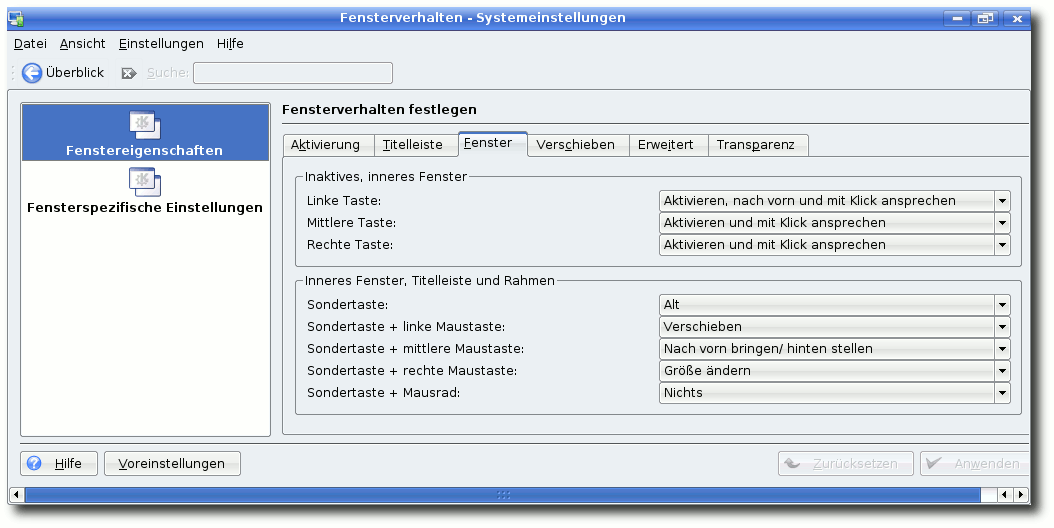 Fensterverhalten - Systemeinstellungen
Datei Ansicht Einstellungen Hilfe
Überblick Suche:
Fenstereigenschaften
Fensterspezifische Einstellungen
Fensterverhalten festlegen
Aktivierung Titelleiste Fenster Verschieben Erweitert Transparenz
Inaktives, inneres Fenster
Linke Taste: Aktivieren, nach vorn und mit Klick ansprechen
Mittlere Taste: Aktivieren und mit Klick ansprechen
Rechte Taste: Aktivieren und mit Klick ansprechen
Inneres Fenster, Titelleiste und Rahmen
Sondertaste: Alt
Sondertaste + linke Maustaste: Verschieben
Sondertaste + mittlere Maustaste: Nach vorn bringen/ hinten stellen
Sondertaste + rechte Maustaste: Größe ändern
Sondertaste + Mausrad: Nichts
Hilfe Voreinstellungen Zurücksetzen Anwenden